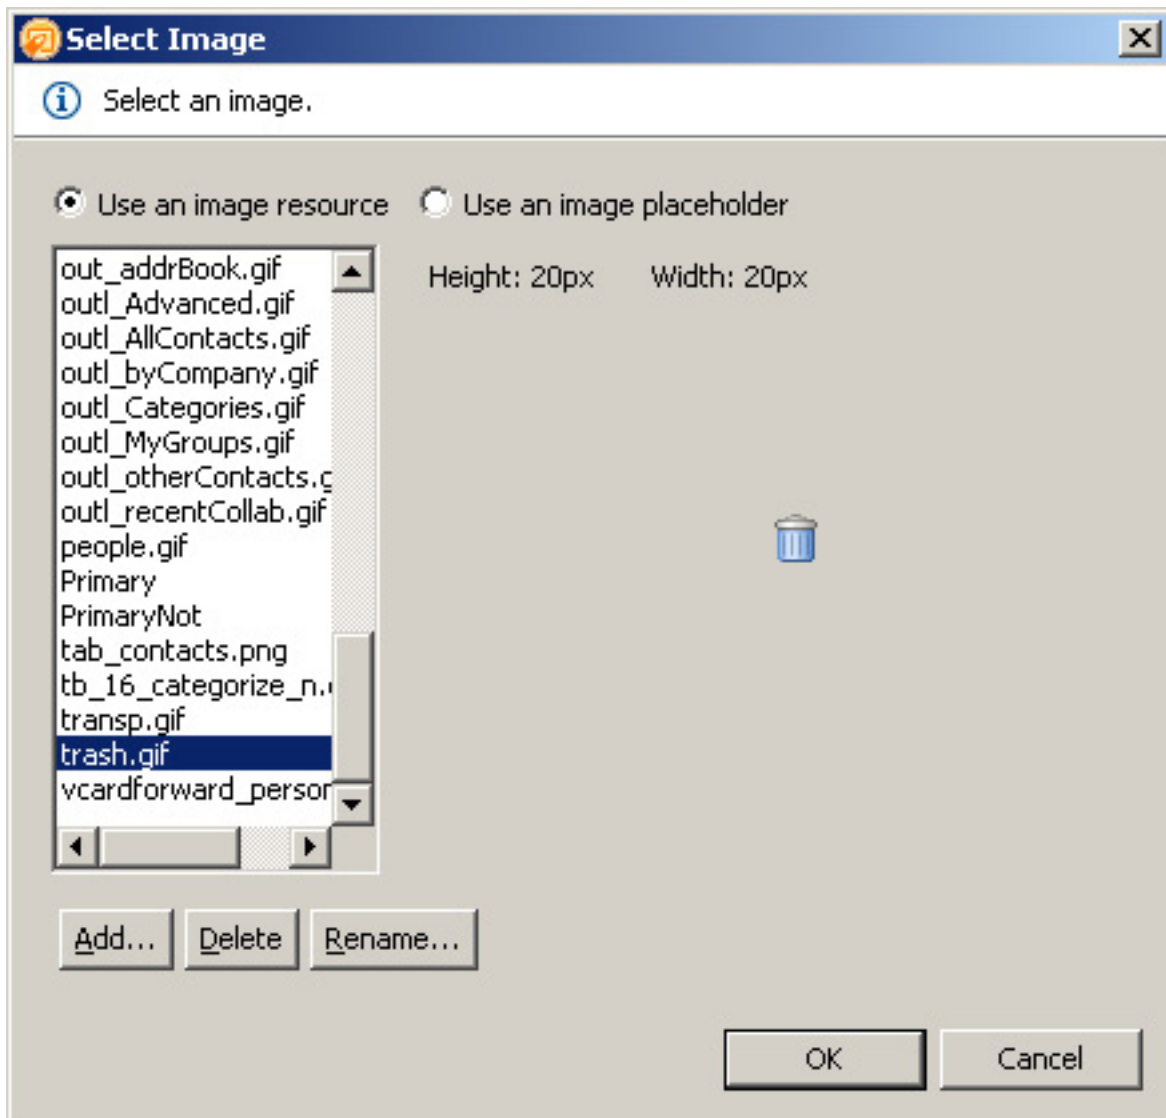 Select Image
Select an image.
Use an image resource
Use an image placeholder
Height: 20px Width: 20px
out_addrBook.gif
outl_Advanced.gif
outl_AllContacts.gif
outl_byCompany.gif
outl_Categories.gif
outl_MyGroups.gif
outl_otherContacts.g
outl_recentCollab.gif
people.gif
Primary
PrimaryNot
tab_contacts.png
tb_16_categorize_n.
transp.gif
trash.gif
vcardforward_person
Add... Delete Rename...
OK Cancel